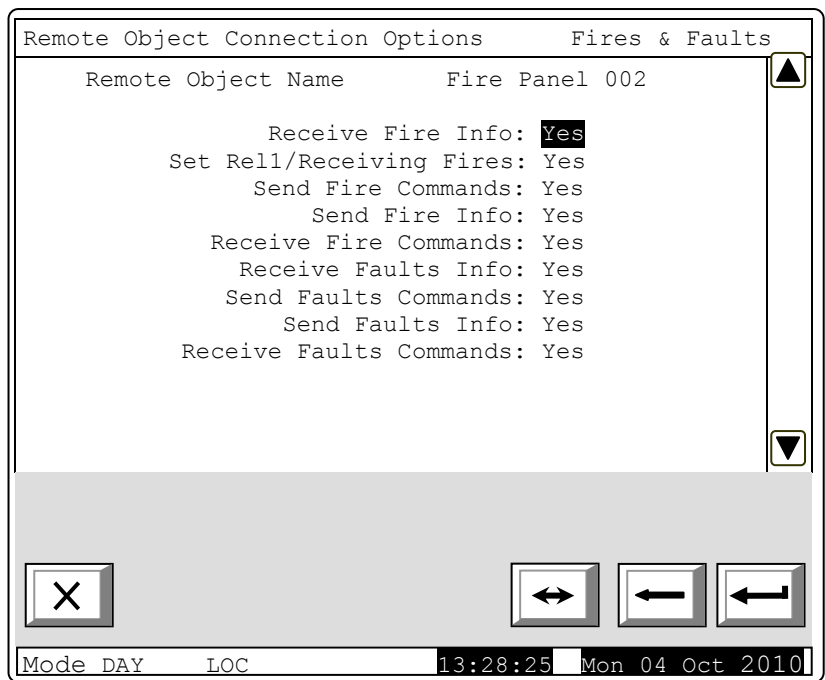 Remote Object Connection Options Fires & Faults
Remote Object Name Fire Panel 002
Receive Fire Info: Yes
Set Rel1/Receiving Fires: Yes
Send Fire Commands: Yes
Send Fire Info: Yes
Receive Fire Commands: Yes
Receive Faults Info: Yes
Send Faults Commands: Yes
Send Faults Info: Yes
Receive Faults Commands: Yes
Mode DAY LOC 13:28:25 Mon 04 Oct 2010